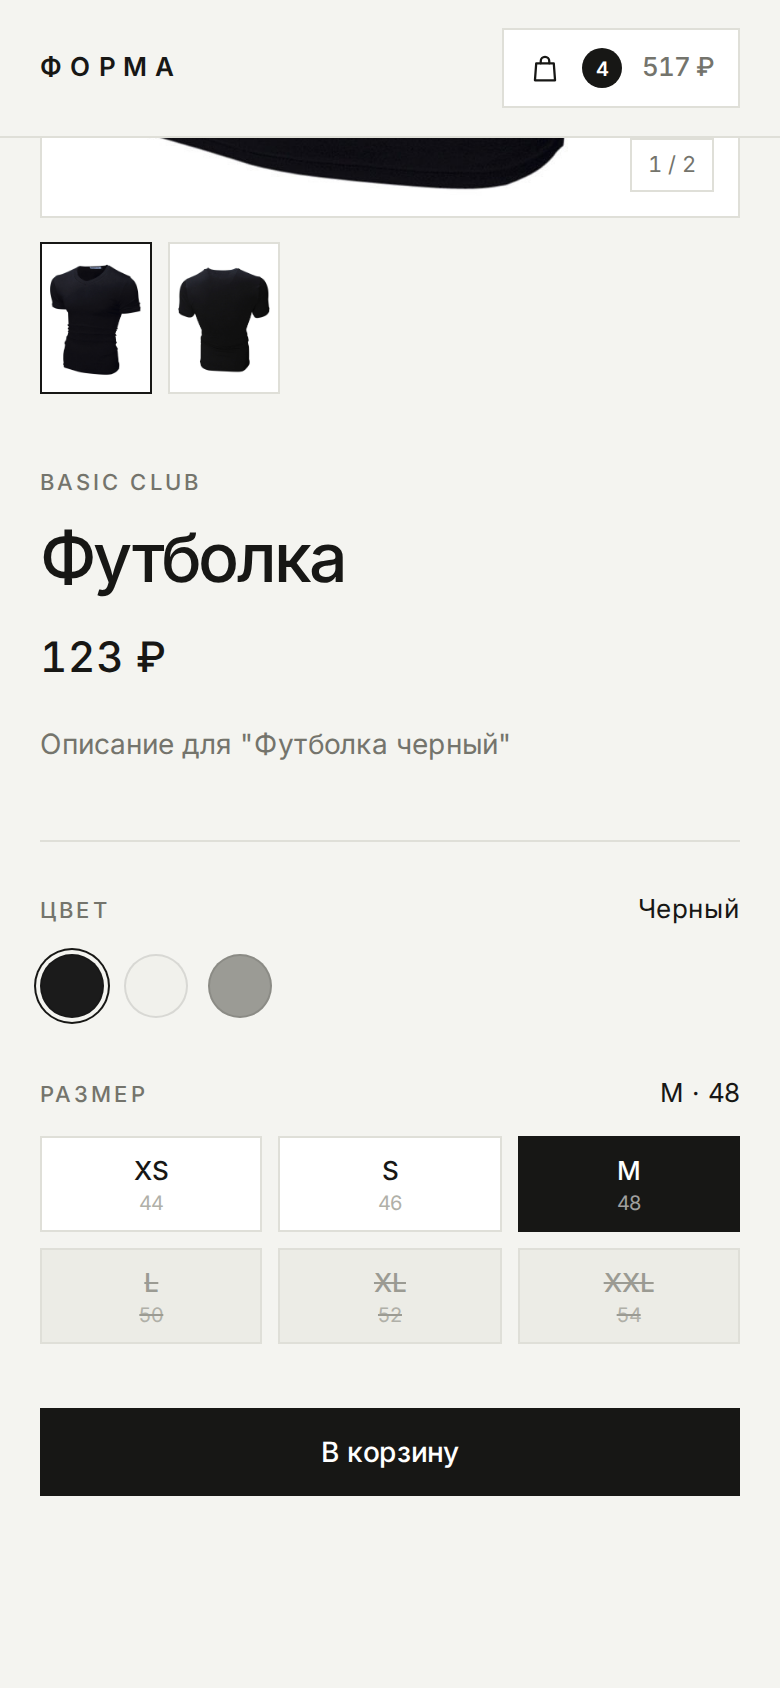 ФОРМА
4 517 ₽
1 / 2
BASIC CLUB
Футболка
123 ₽
Описание для "Футболка черный"
ЦВЕТ Черный
РАЗМЕР M · 48
XS S M
44 46 48
L XL XXL
50 52 54
В корзину